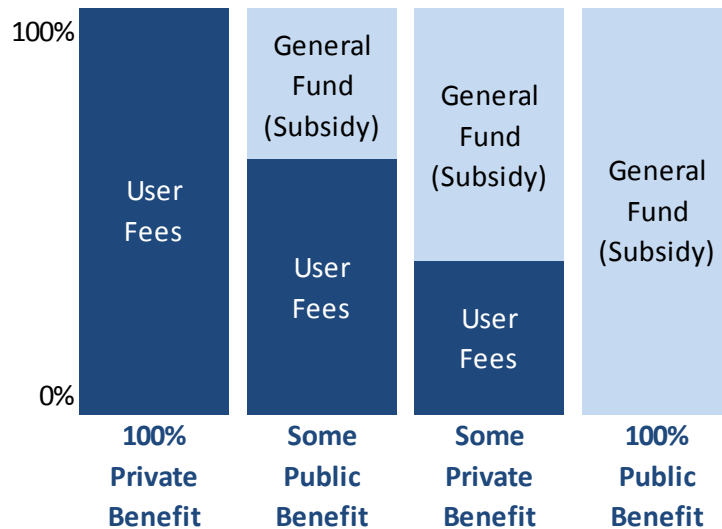 100%
0%
User
Fees
General
Fund
(Subsidy)
User
Fees
General
Fund
(Subsidy)
User
Fees
General
Fund
(Subsidy)
100%
Private
Benefit
Some
Public
Benefit
Some
Private
Benefit
100%
Public
Benefit